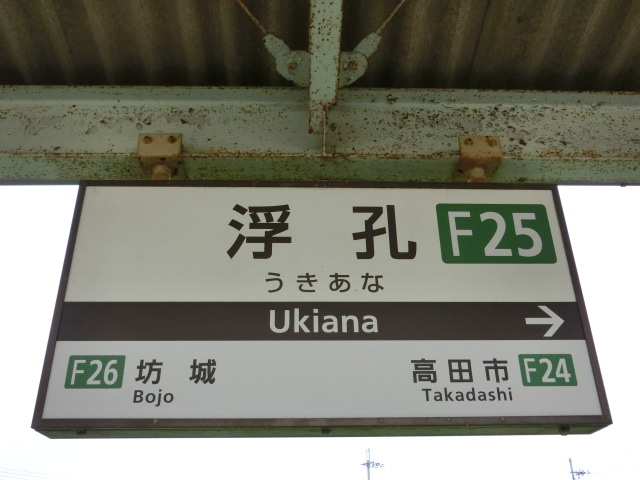 浮孔 F25
うきあな
Ukiana →
F26 坊城 高田市 F24
Bojo Takadashi